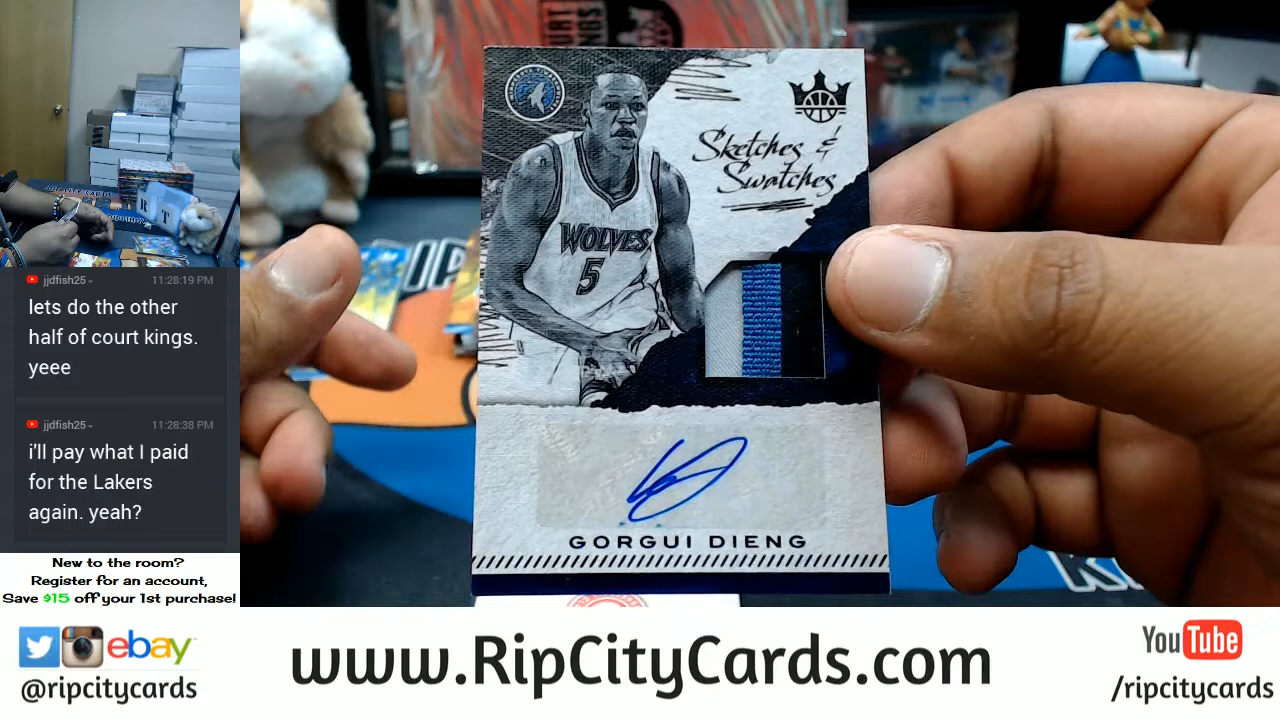 jjdfish25
11:28:19 PM
lets do the other
half of court kings.
yeee
jjdfish25
11:28:38 PM
i'll pay what I paid
for the Lakers
again. yeah?
New to the room?
Register for an account,
Save $15 off your 1st purchase!
ebay
@ripcitycards
www.RipCityCards.com
YouTube
/ripcitycards
Sketches &
Swatches
WOLVES
5
GORGUI DIENG
R T